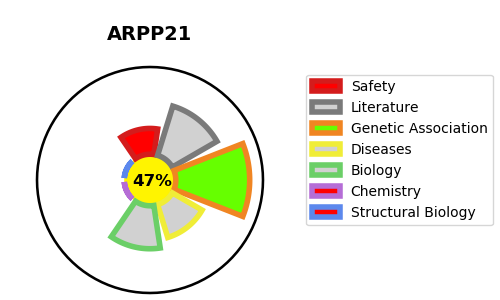 ARPP21
47%
Safety
Literature
Genetic Association
Diseases
Biology
Chemistry
Structural Biology